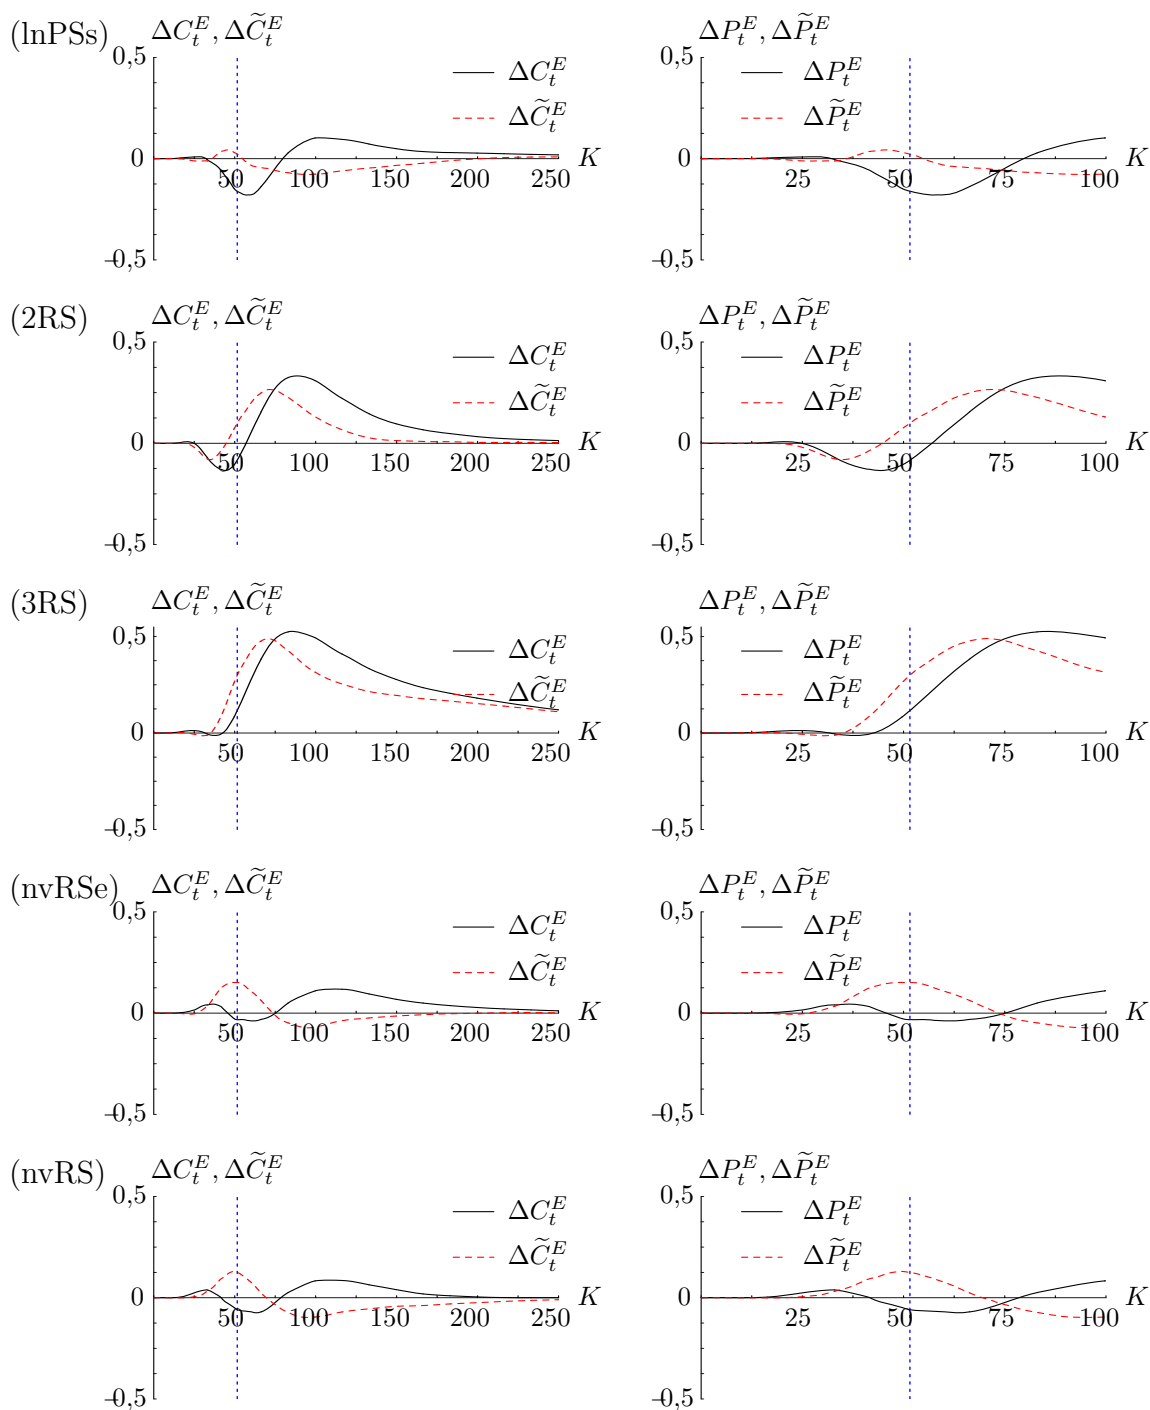 (lnPSs) ΔC_t^E, ΔC̃_t^E ΔP_t^E, ΔP̃_t^E
0,5 0,5
ΔC_t^E ΔP_t^E
ΔC̃_t^E ΔP̃_t^E
0 K 0 K
50 100 150 200 250 25 50 75 100
–0,5 –0,5
(2RS) ΔC_t^E, ΔC̃_t^E ΔP_t^E, ΔP̃_t^E
0,5 0,5
ΔC_t^E ΔP_t^E
ΔC̃_t^E ΔP̃_t^E
0 K 0 K
50 100 150 200 250 25 50 75 100
–0,5 –0,5
(3RS) ΔC_t^E, ΔC̃_t^E ΔP_t^E, ΔP̃_t^E
0,5 0,5
ΔC_t^E ΔP_t^E
ΔC̃_t^E ΔP̃_t^E
0 K 0 K
50 100 150 200 250 25 50 75 100
–0,5 –0,5
(nvRSe) ΔC_t^E, ΔC̃_t^E ΔP_t^E, ΔP̃_t^E
0,5 0,5
ΔC_t^E ΔP_t^E
ΔC̃_t^E ΔP̃_t^E
0 K 0 K
50 100 150 200 250 25 50 75 100
–0,5 –0,5
(nvRS) ΔC_t^E, ΔC̃_t^E ΔP_t^E, ΔP̃_t^E
0,5 0,5
ΔC_t^E ΔP_t^E
ΔC̃_t^E ΔP̃_t^E
0 K 0 K
50 100 150 200 250 25 50 75 100
–0,5 –0,5